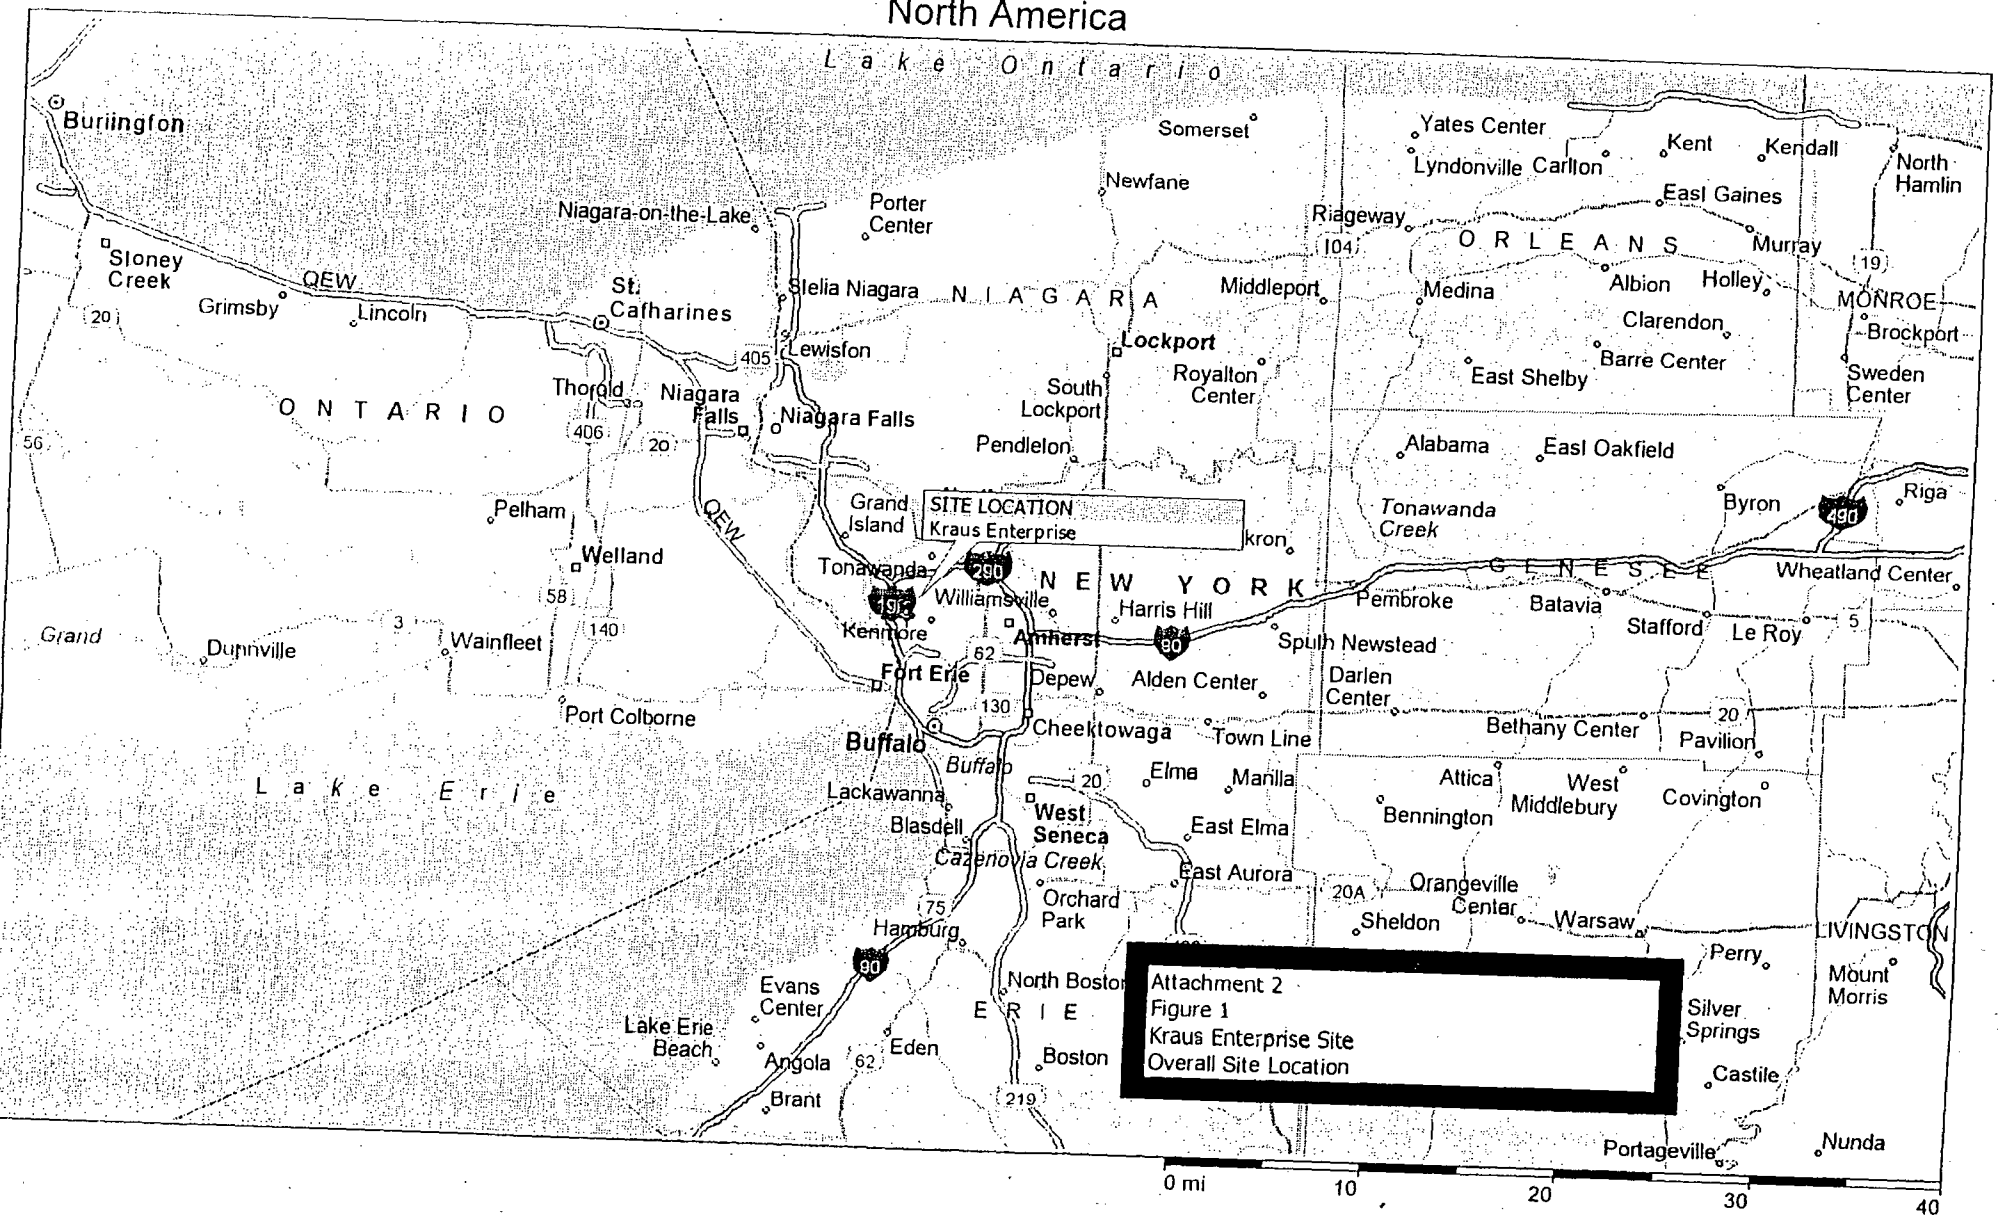 North America
Lake Ontario
Burlington
Somerset
Yates Center
Lyndonville
Carlton
Kent
Kendall
North
Hamlin
Newfane
East Gaines
Niagara-on-the-Lake
Porter
Center
Ridgeway
104
ORLEANS
Murray
19
Stoney
Creek
QEW
Grimsby
Lincoln
St.
Catharines
Stella Niagara
NIAGARA
Middleport
Medina
Albion
Holley
MONROE
20
Clarendon
Brockport
405
Lewiston
Lockport
Royalton
Center
East Shelby
Barre Center
Sweden
Center
ONTARIO
Thorold
Niagara
Falls
Niagara Falls
South
Lockport
56
406
20
Pendleton
Alabama
East Oakfield
Pelham
QEW
Grand
Island
SITE LOCATION
Kraus Enterprise
kron
Tonawanda
Creek
Byron
490
Riga
Welland
Tonawanda
290
NEW YORK
GENESEE
Wheatland Center
58
190
Williamsville
Harris Hill
Pembroke
Batavia
Grand
Dunnville
3
Wainfleet
140
Kenmore
Amherst
90
South Newstead
Stafford
Le Roy
5
62
Fort Erie
Depew
Alden Center
Darien
Center
Port Colborne
130
Cheektowaga
Town Line
Bethany Center
20
Pavilion
Buffalo
Buffalo
Lake Erie
Lackawanna
20
Elma
Marilla
Attica
West
Middlebury
Covington
Bennington
West
Seneca
Blasdell
East Elma
Cazenovia Creek
East Aurora
20A
Orangeville
Center
75
Orchard
Park
Sheldon
Warsaw
LIVINGSTON
Hamburg
90
Perry
Mount
Morris
Evans
Center
North Boston
ERIE
Attachment 2
Figure 1
Kraus Enterprise Site
Overall Site Location
Silver
Springs
Lake Erie
Beach
Angola
62
Eden
Boston
Castile
Brant
219
Portageville
Nunda
0 mi
10
20
30
40